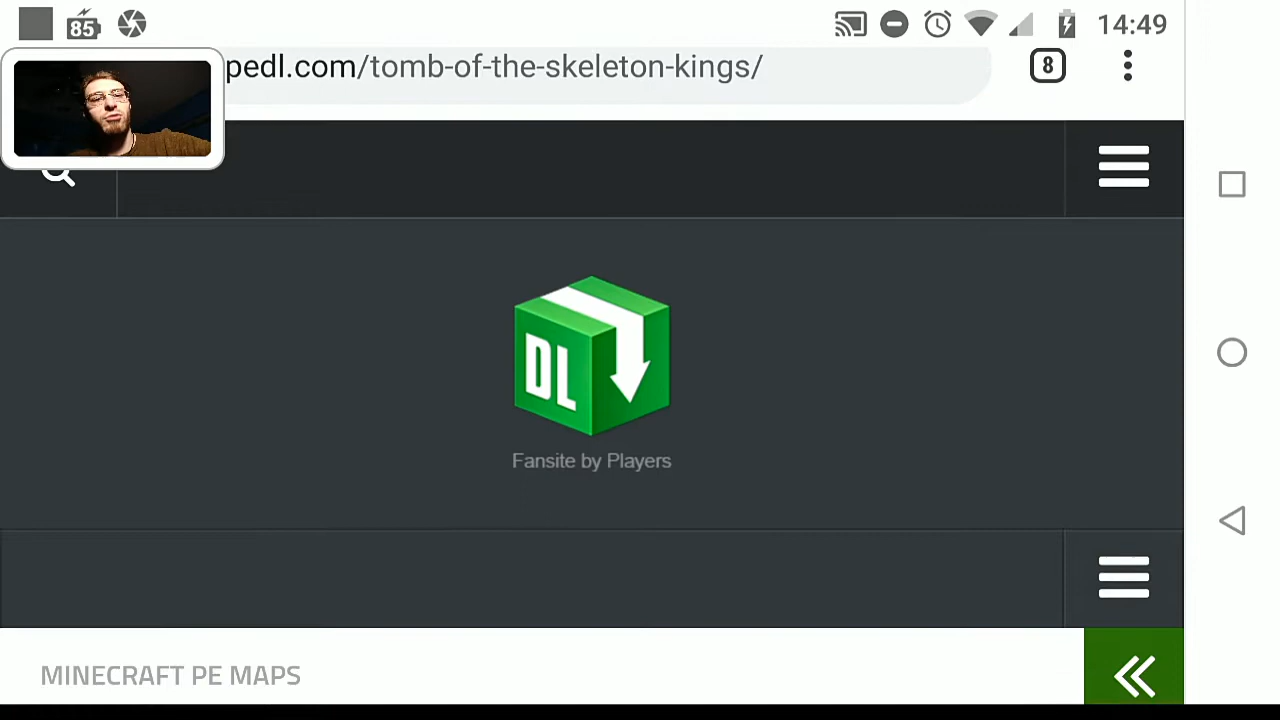 85
14:49
pedl.com/tomb-of-the-skeleton-kings/
8
DL
Fansite by Players
MINECRAFT PE MAPS